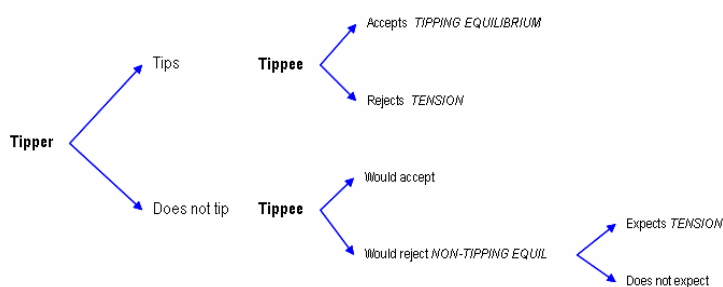 Accepts TIPPING EQUILIBRIUM
Tips Tippee
Rejects TENSION
Tipper
Would accept
Does not tip Tippee
Expects TENSION
Would reject NON-TIPPING EQUIL
Does not expect